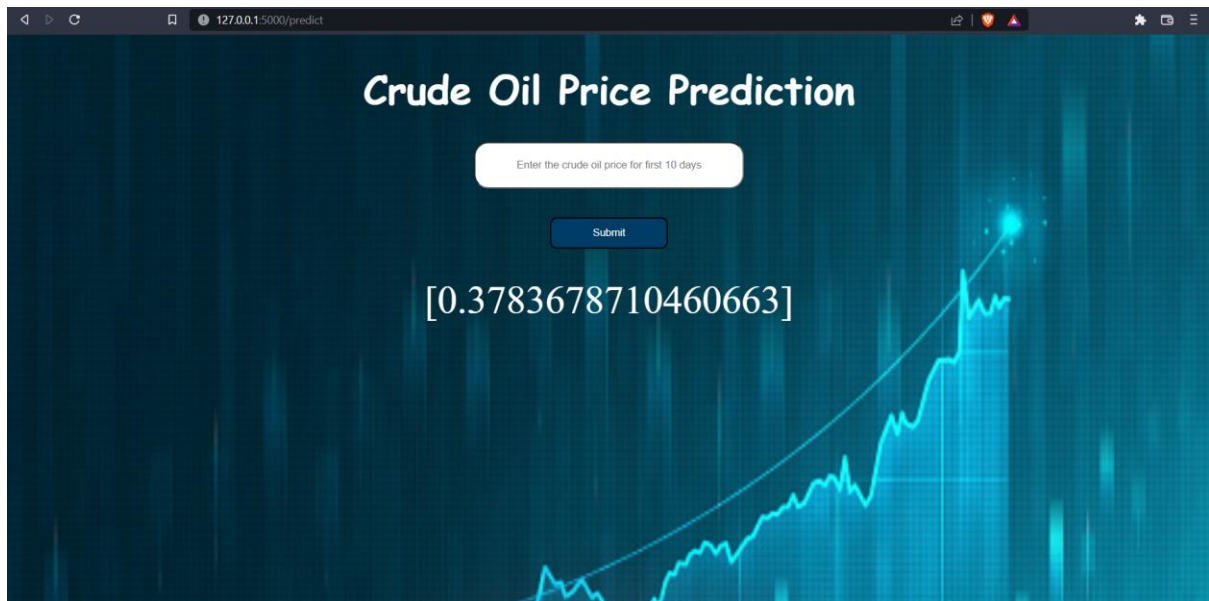 127.0.0.1:5000/predict
Crude Oil Price Prediction
Enter the crude oil price for first 10 days
Submit
[0.3783678710460663]